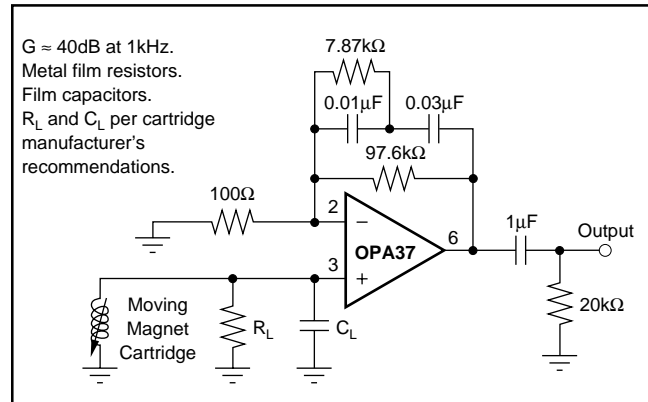 G ≈ 40dB at 1kHz.
Metal film resistors.
Film capacitors.
R_L and C_L per cartridge
manufacturer's
recommendations.
7.87kΩ
0.01μF
0.03μF
97.6kΩ
100Ω
2
−
OPA37
6
3
+
1μF
Output
20kΩ
Moving
Magnet
Cartridge
R_L
C_L